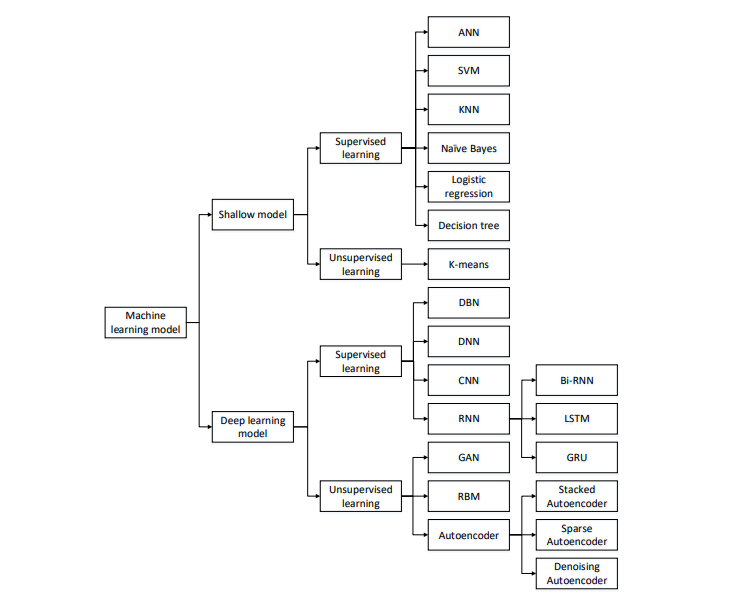 ANN
SVM
KNN
Supervised
learning
Naïve Bayes
Logistic
regression
Shallow model
Decision tree
Unsupervised
learning
K-means
DBN
Machine
learning model
DNN
Supervised
learning
CNN
Bi-RNN
RNN
LSTM
Deep learning
model
GAN
GRU
Unsupervised
learning
RBM
Stacked
Autoencoder
Autoencoder
Sparse
Autoencoder
Denoising
Autoencoder